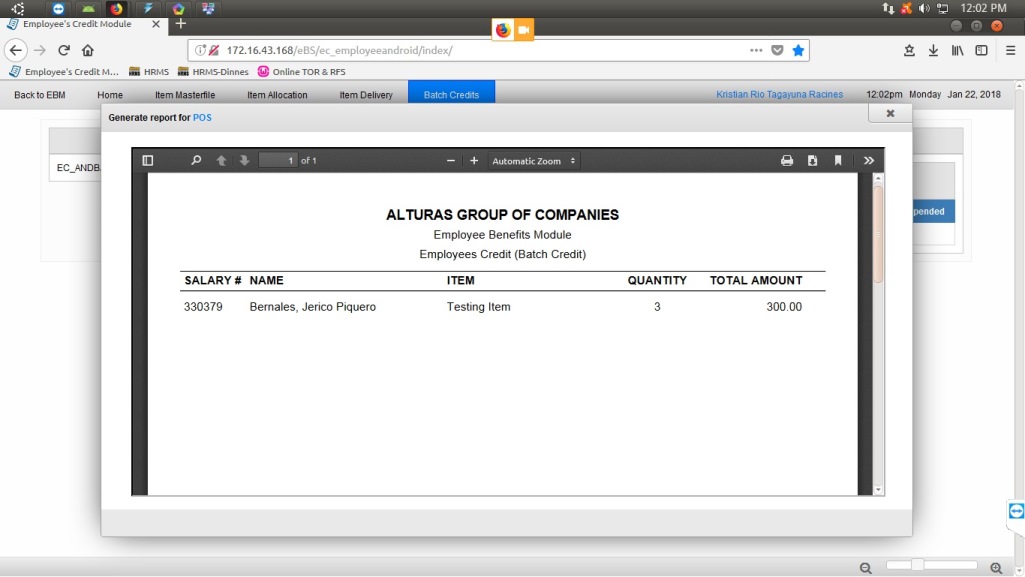 12:02 PM
Employee's Credit Module
172.16.43.168/eBS/ec_employeeandroid/index/
Employee's Credit M... HRMS HRMS-Dinnes Online TOR & RFS
Back to EBM Home Item Masterfile Item Allocation Item Delivery Batch Credits Kristian Rio Tagayuna Racines 12:02pm Monday Jan 22, 2018
Generate report for POS
EC_ANDB
pended
1 of 1 Automatic Zoom
ALTURAS GROUP OF COMPANIES
Employee Benefits Module
Employees Credit (Batch Credit)
SALARY # NAME ITEM QUANTITY TOTAL AMOUNT
330379 Bernales, Jerico Piquero Testing Item 3 300.00